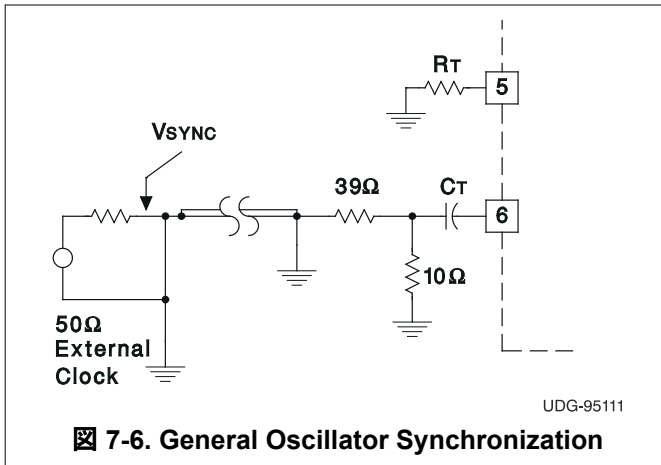 RT
5
VSYNC
39Ω
CT
6
10Ω
50Ω
External
Clock
UDG-95111
図 7-6. General Oscillator Synchronization